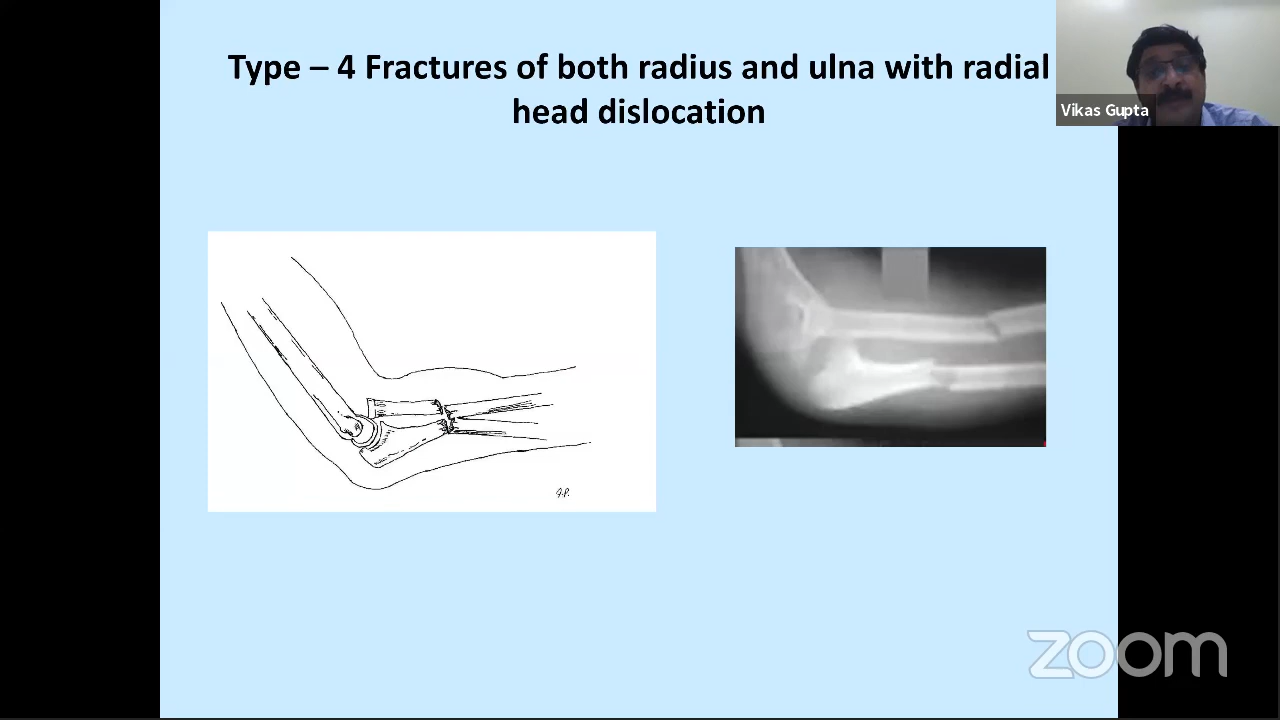 Type – 4 Fractures of both radius and ulna with radial
head dislocation
Vikas Gupta
J.P.
zoom